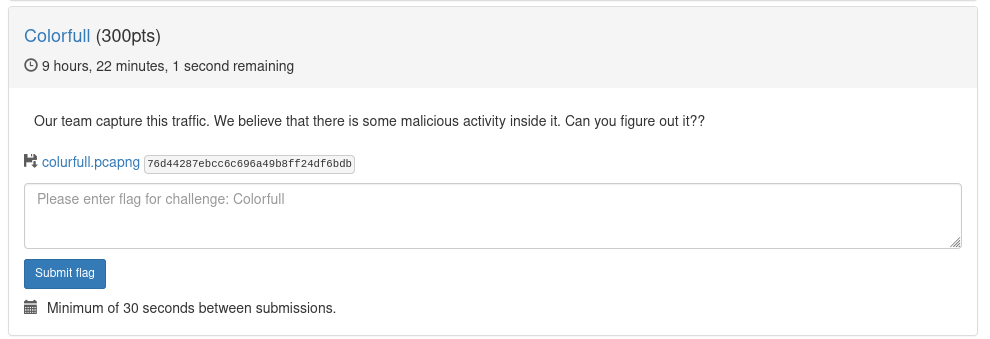 Colorfull (300pts)
9 hours, 22 minutes, 1 second remaining
Our team capture this traffic. We believe that there is some malicious activity inside it. Can you figure out it??
colurfull.pcapng 76d44287ebcc6c696a49b8ff24df6bdb
Please enter flag for challenge: Colorfull
Submit flag
Minimum of 30 seconds between submissions.